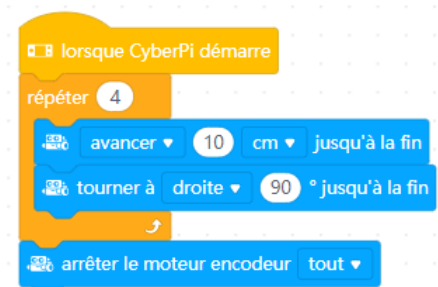 lorsque CyberPi démarre
répéter 4
avancer 10 cm jusqu'à la fin
tourner à droite 90 ° jusqu'à la fin
arrêter le moteur encodeur tout